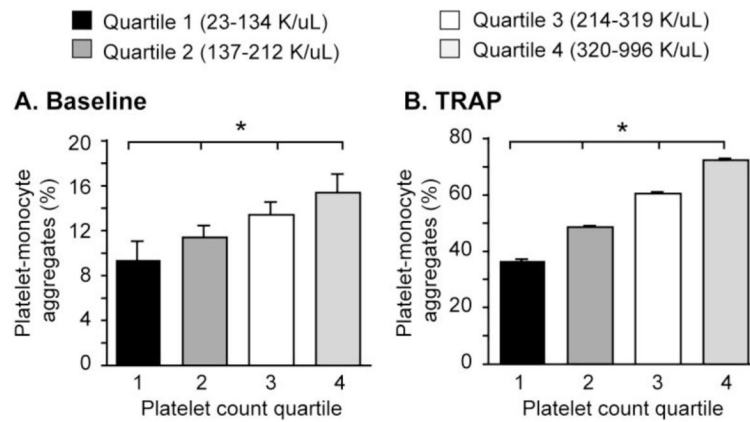 Quartile 1 (23-134 K/uL)
Quartile 2 (137-212 K/uL)
Quartile 3 (214-319 K/uL)
Quartile 4 (320-996 K/uL)
A. Baseline
20
16
12
8
4
0
Platelet-monocyte
aggregates (%)
*
1 2 3 4
Platelet count quartile
B. TRAP
80
60
40
20
0
Platelet-monocyte
aggregates (%)
*
1 2 3 4
Platelet count quartile